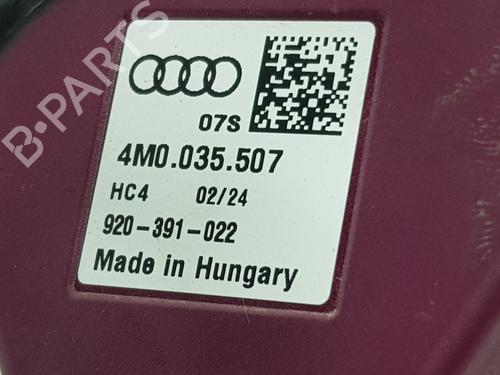 B-PARTS
07S
4M0.035.507
HC4 02/24
920-391-022
Made in Hungary